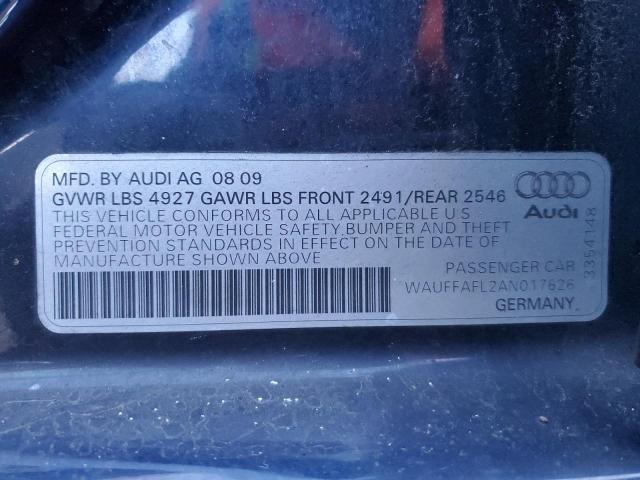 MFD. BY AUDI AG 08 09
GVWR LBS 4927 GAWR LBS FRONT 2491/REAR 2546
THIS VEHICLE CONFORMS TO ALL APPLICABLE U.S
FEDERAL MOTOR VEHICLE SAFETY,BUMPER AND THEFT
PREVENTION STANDARDS IN EFFECT ON THE DATE OF
MANUFACTURE SHOWN ABOVE
Audi
3354148
PASSENGER CAR
WAUFFAFL2AN017626
GERMANY.